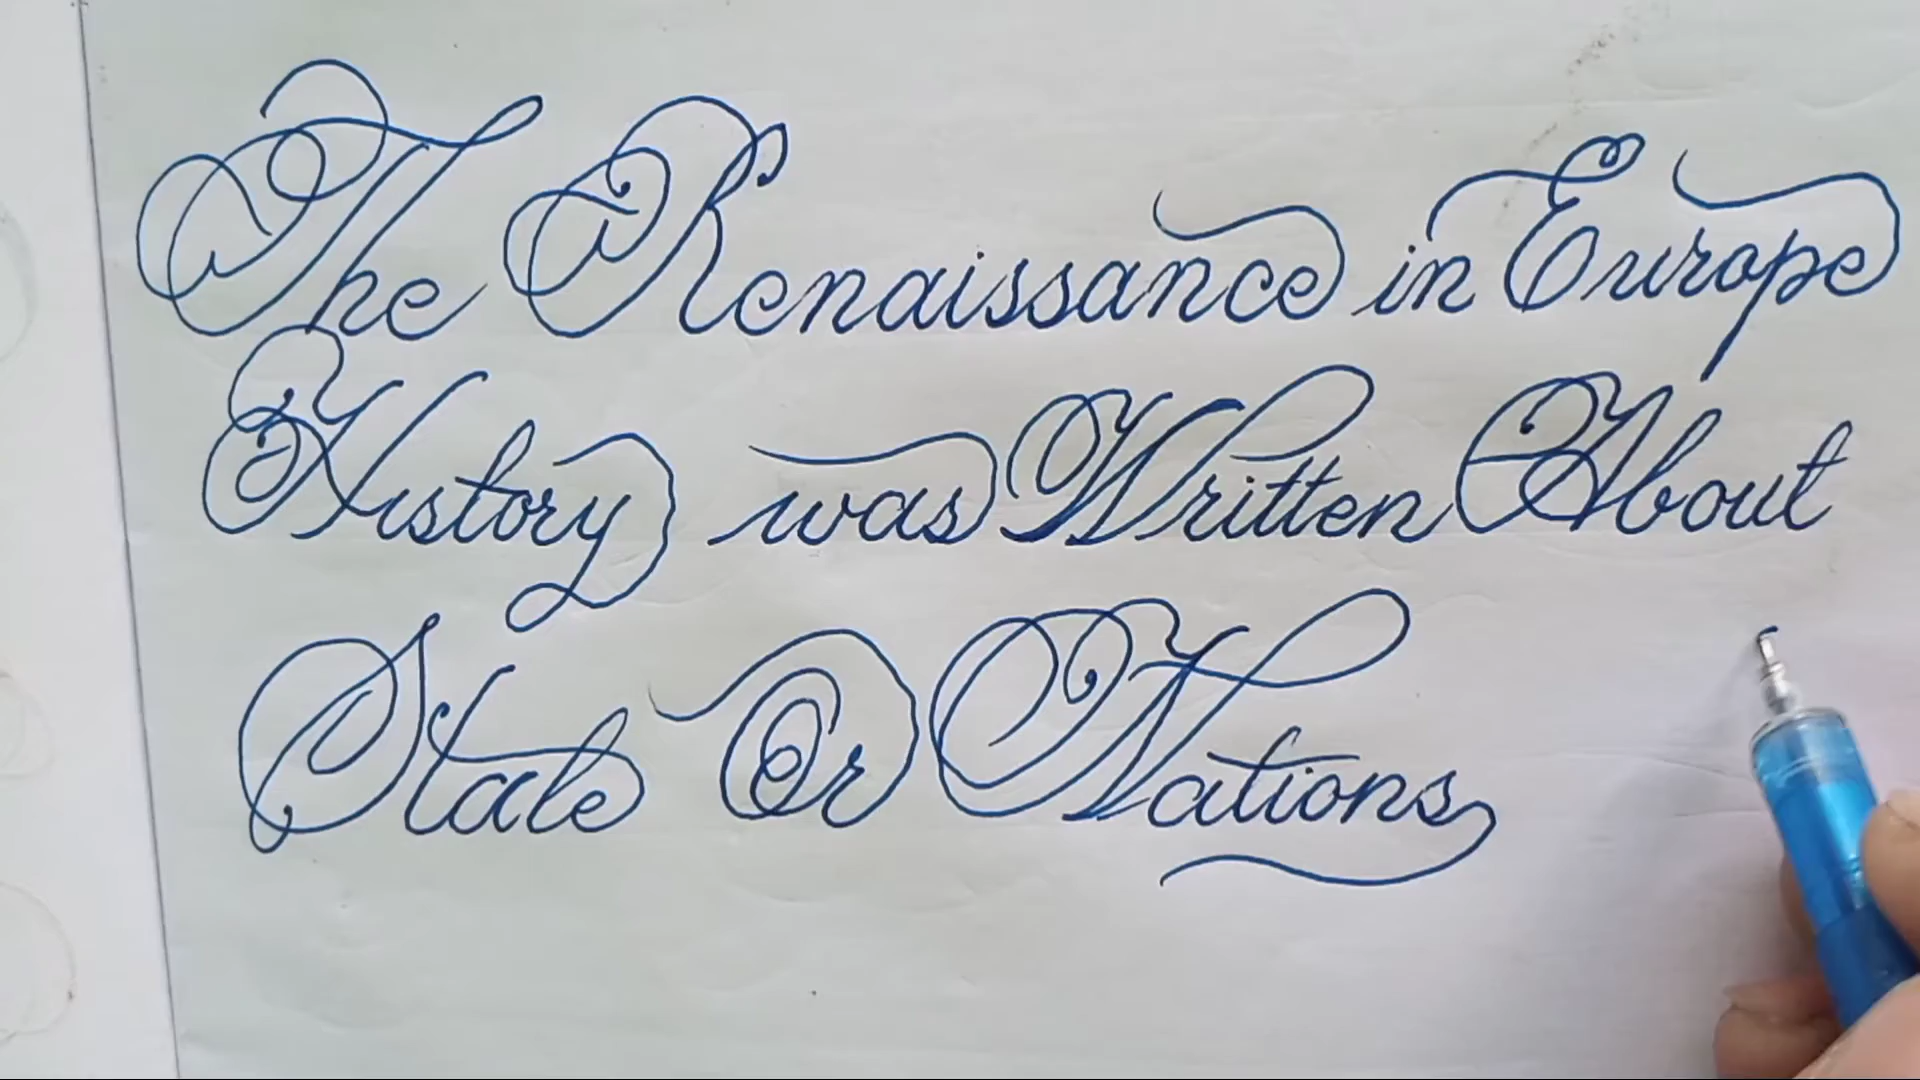 The Renaissance in Europe
History was Written About
State Or Nations